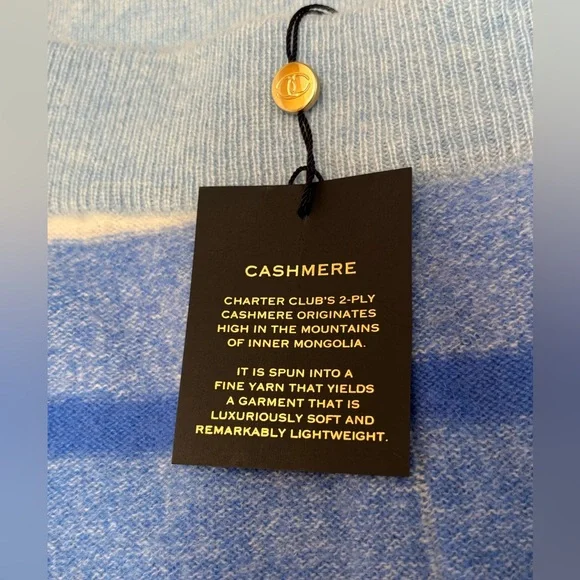 CASHMERE
CHARTER CLUB'S 2-PLY
CASHMERE ORIGINATES
HIGH IN THE MOUNTAINS
OF INNER MONGOLIA.
IT IS SPUN INTO A
FINE YARN THAT YIELDS
A GARMENT THAT IS
LUXURIOUSLY SOFT AND
REMARKABLY LIGHTWEIGHT.